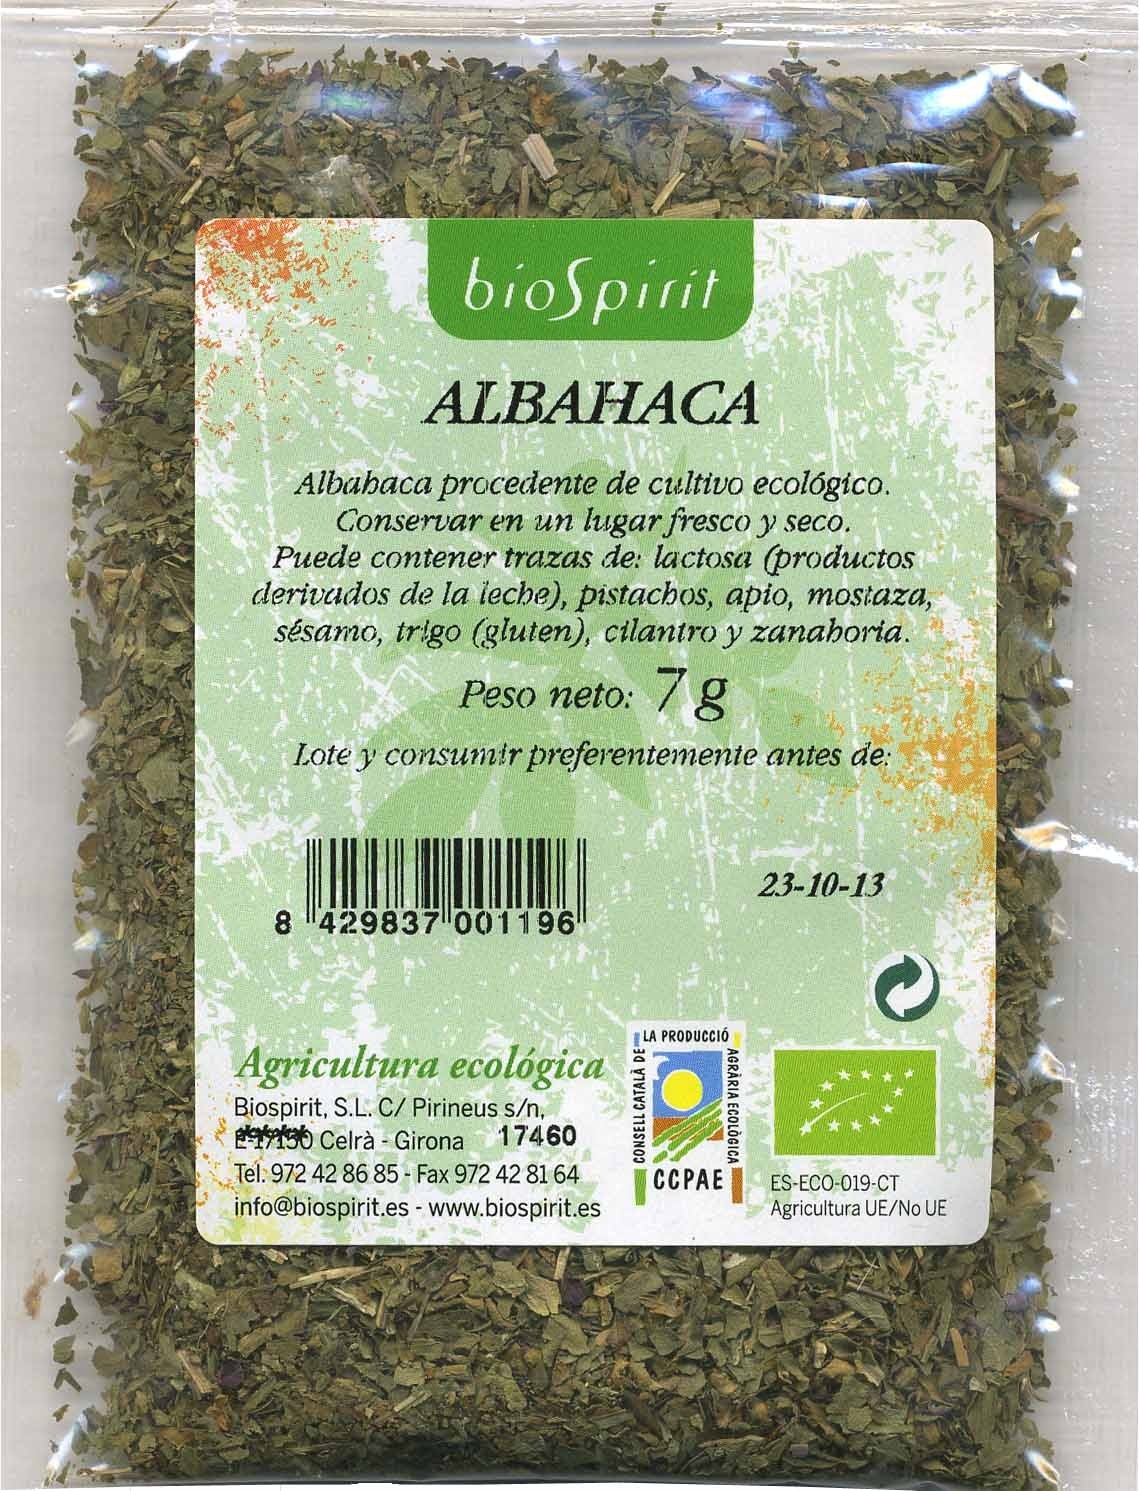 bioSpirit
ALBAHACA
Albahaca procedente de cultivo ecológico.
Conservar en un lugar fresco y seco.
Puede contener trazas de: lactosa (productos
derivados de la leche), pistachos, apio, mostaza,
sésamo, trigo (gluten), cilantro y zanahoria.
Peso neto: 7 g
Lote y consumir preferentemente antes de:
8 429837 001196
23-10-13
Agricultura ecológica
Biospirit, S.L. C/ Pirineus s/n,
E-17150 Celrà - Girona 17460
Tel. 972 42 86 85 - Fax 972 42 81 64
info@biospirit.es - www.biospirit.es
CONSELL CATALÀ DE
LA PRODUCCIÓ
AGRÀRIA ECOLÒGICA
CCPAE
ES-ECO-019-CT
Agricultura UE/No UE